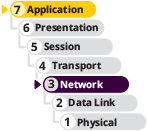 7 Application
6 Presentation
5 Session
4 Transport
3 Network
2 Data Link
1 Physical